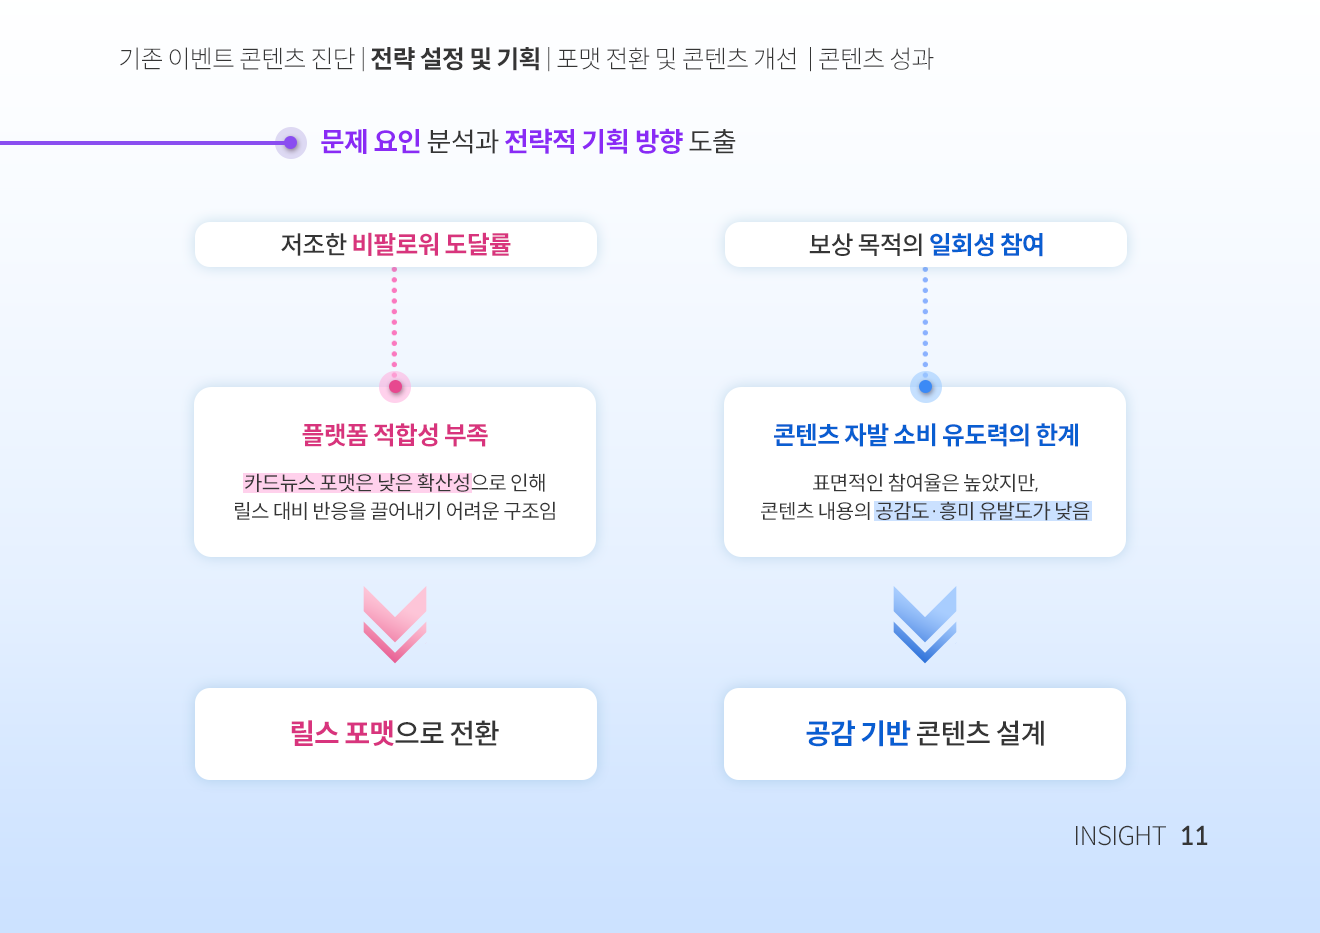 기존 이벤트 콘텐츠 진단 | 전략 설정 및 기획 | 포맷 전환 및 콘텐츠 개선 | 콘텐츠 성과
문제 요인 분석과 전략적 기획 방향 도출
저조한 비팔로워 도달률
플랫폼 적합성 부족
카드뉴스 포맷은 낮은 확산성으로 인해
릴스 대비 반응을 끌어내기 어려운 구조임
릴스 포맷으로 전환
보상 목적의 일회성 참여
콘텐츠 자발 소비 유도력의 한계
표면적인 참여율은 높았지만,
콘텐츠 내용의 공감도·흥미 유발도가 낮음
공감 기반 콘텐츠 설계
INSIGHT 11